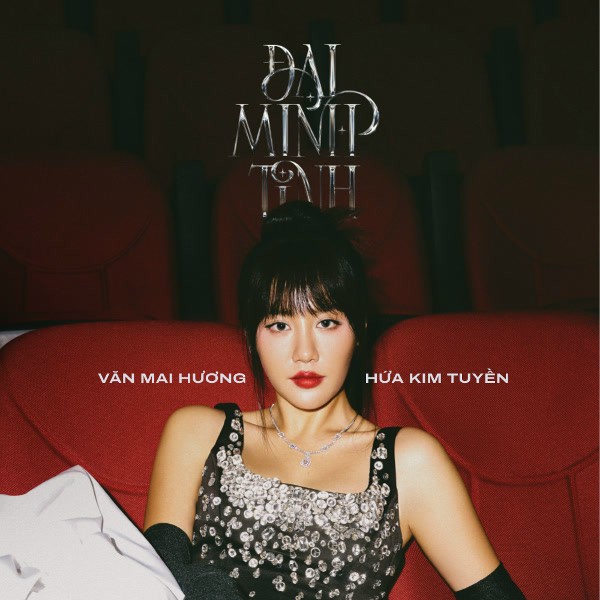 ĐẠI
MINH
TINH
VĂN MAI HƯƠNG
HỨA KIM TUYỀN